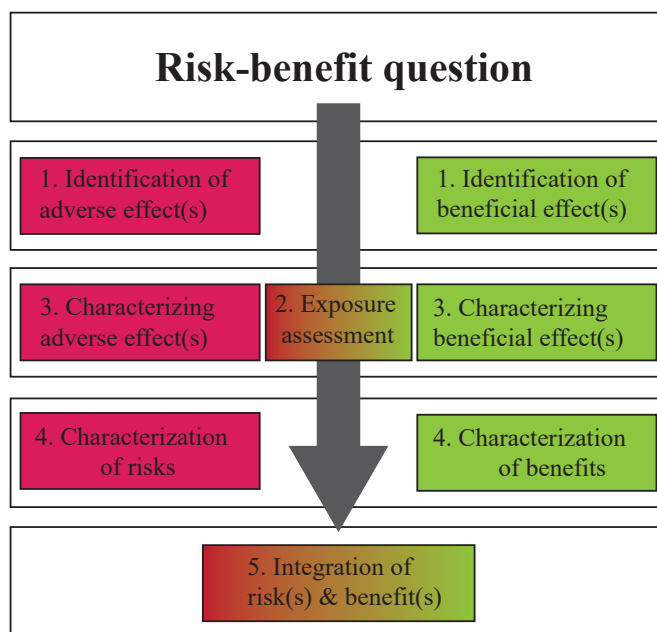 Risk-benefit question
1. Identification of
adverse effect(s)
1. Identification of
beneficial effect(s)
3. Characterizing
adverse effect(s)
2. Exposure
assessment
3. Characterizing
beneficial effect(s)
4. Characterization
of risks
4. Characterization
of benefits
5. Integration of
risk(s) & benefit(s)